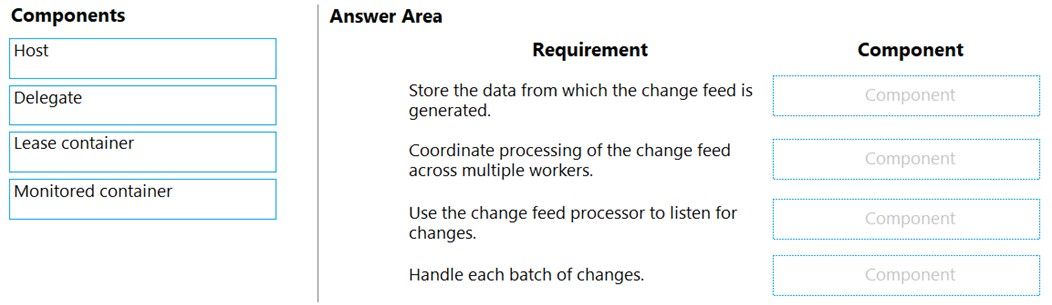 Components
Host
Delegate
Lease container
Monitored container
Answer Area
Requirement
Component
Store the data from which the change feed is
generated.
Component
Coordinate processing of the change feed
across multiple workers.
Component
Use the change feed processor to listen for
changes.
Component
Handle each batch of changes.
Component